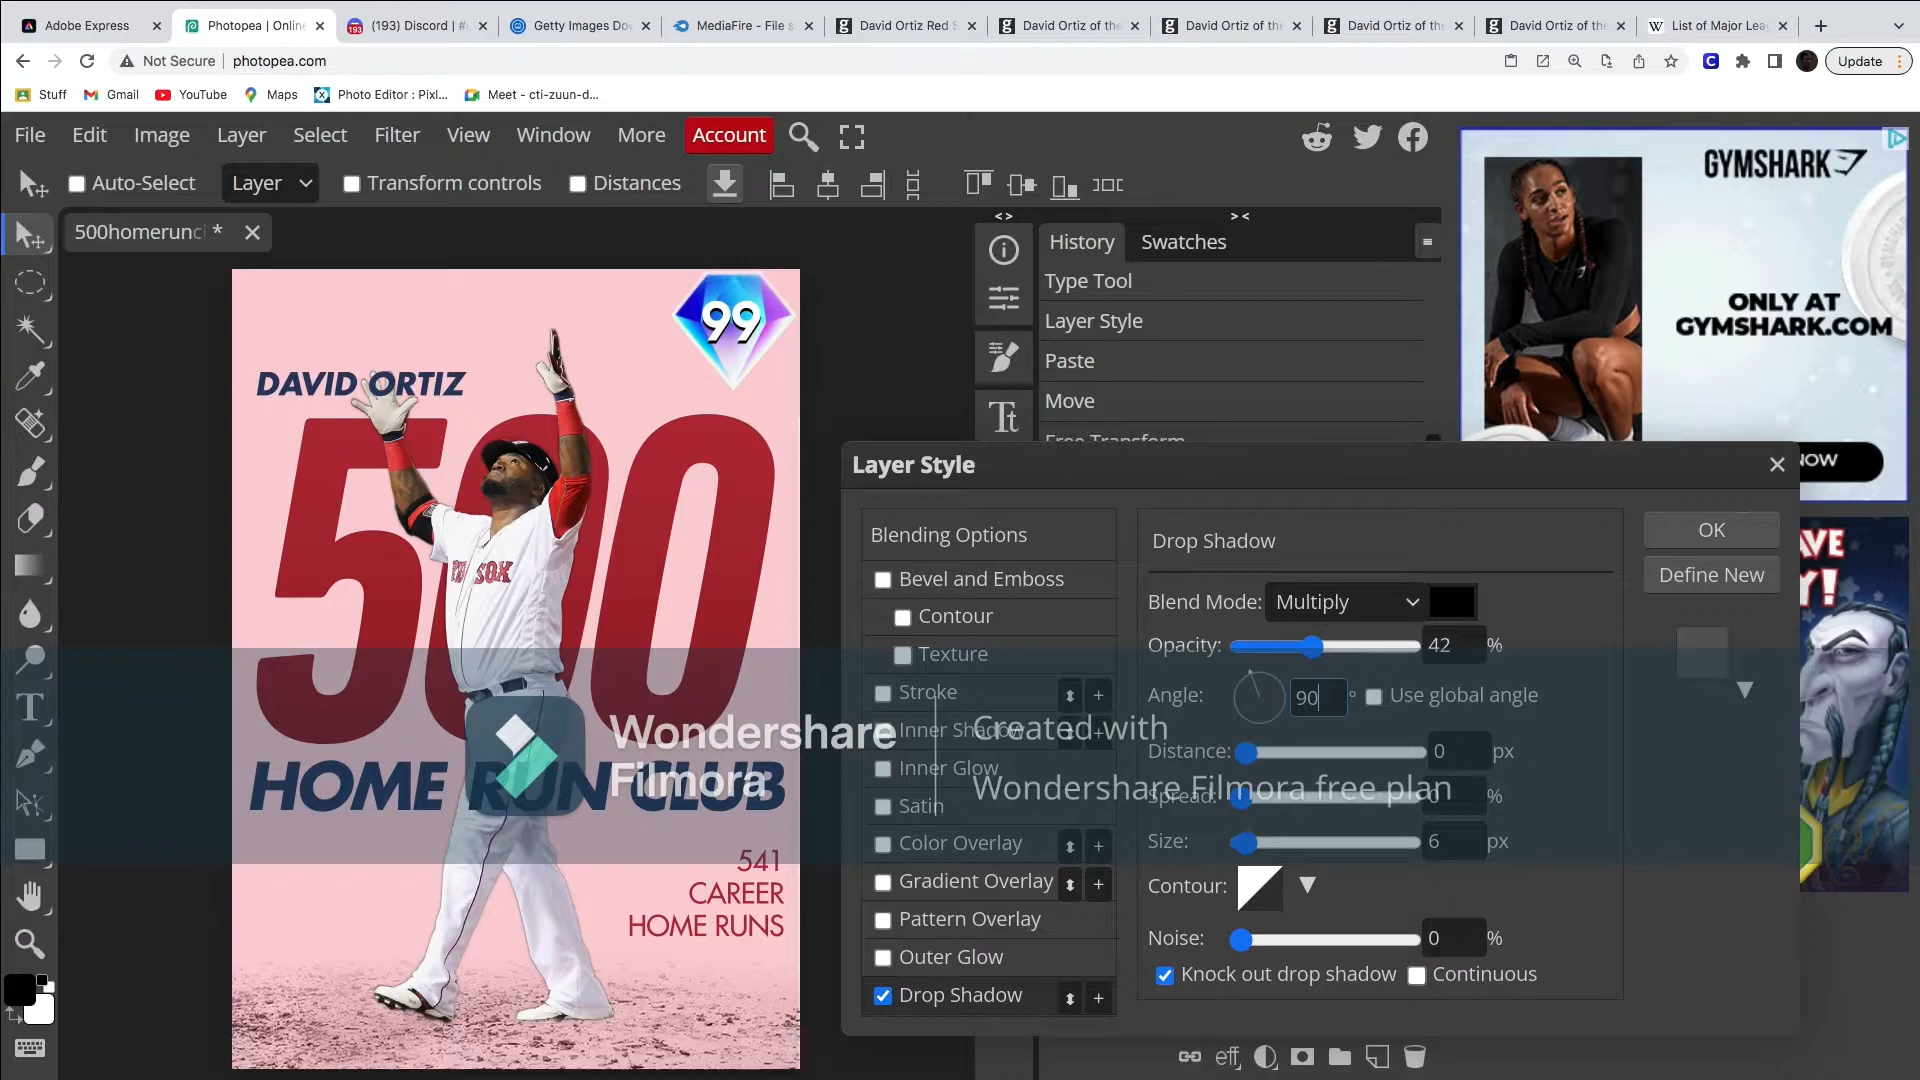 Adobe Express
Photopea | Online
(193) Discord | #u
Getty Images Dow
MediaFire - File s
David Ortiz Red S
David Ortiz of the
David Ortiz of the
David Ortiz of the
David Ortiz of the
List of Major Leag
Not Secure
photopea.com
Update
Stuff
Gmail
YouTube
Maps
Photo Editor : Pixl...
Meet - cti-zuun-d...
File
Edit
Image
Layer
Select
Filter
View
Window
More
Account
Auto-Select
Layer
Transform controls
Distances
500homerunc *
History
Swatches
Type Tool
Layer Style
Paste
Move
Free Transform
GYMSHARK
ONLY AT
GYMSHARK.COM
NOW
99
DAVID ORTIZ
500
RED SOX
HOME RUN CLUB
541
CAREER
HOME RUNS
Layer Style
Blending Options
Bevel and Emboss
Contour
Texture
Stroke
Inner Shadow
Inner Glow
Satin
Color Overlay
Gradient Overlay
Pattern Overlay
Outer Glow
Drop Shadow
Drop Shadow
Blend Mode: Multiply
Opacity: 42 %
Angle: 90 ° Use global angle
Distance: 0 px
Spread: 0 %
Size: 6 px
Contour:
Noise: 0 %
Knock out drop shadow Continuous
OK
Define New
Wondershare
Filmora
Created with
Wondershare Filmora free plan
eff